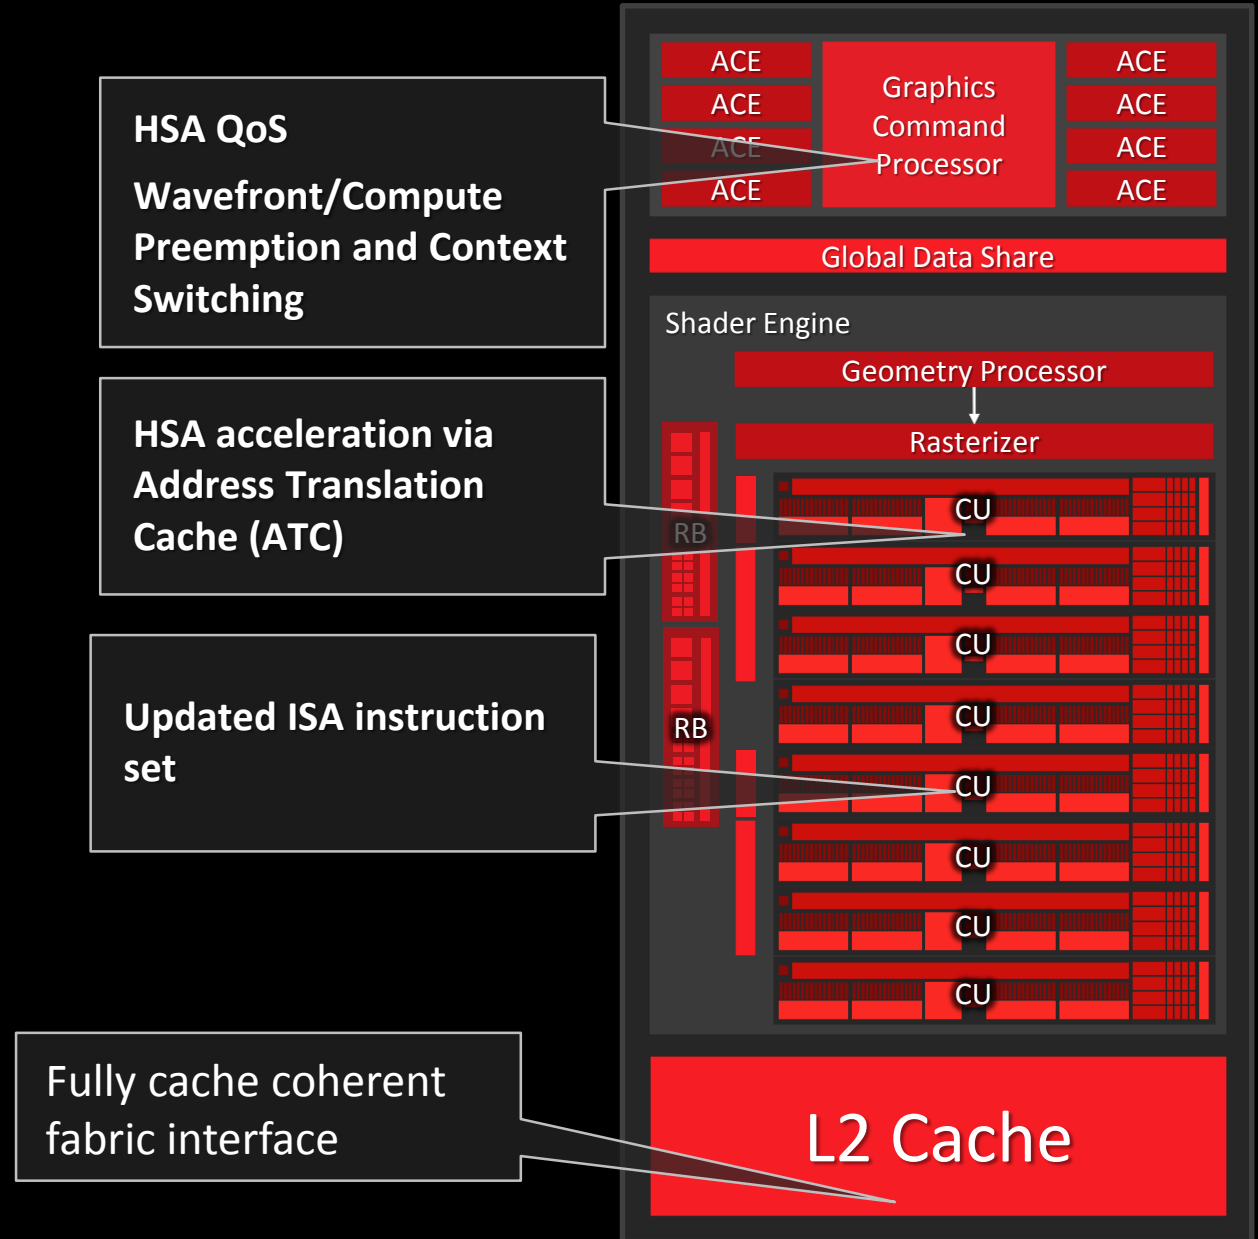 HSA QoS
Wavefront/Compute
Preemption and Context
Switching
HSA acceleration via
Address Translation
Cache (ATC)
Updated ISA instruction
set
Fully cache coherent
fabric interface
ACE
ACE
ACE
ACE
Graphics
Command
Processor
ACE
ACE
ACE
ACE
Global Data Share
Shader Engine
Geometry Processor
Rasterizer
RB
RB
CU
CU
CU
CU
CU
CU
CU
CU
L2 Cache